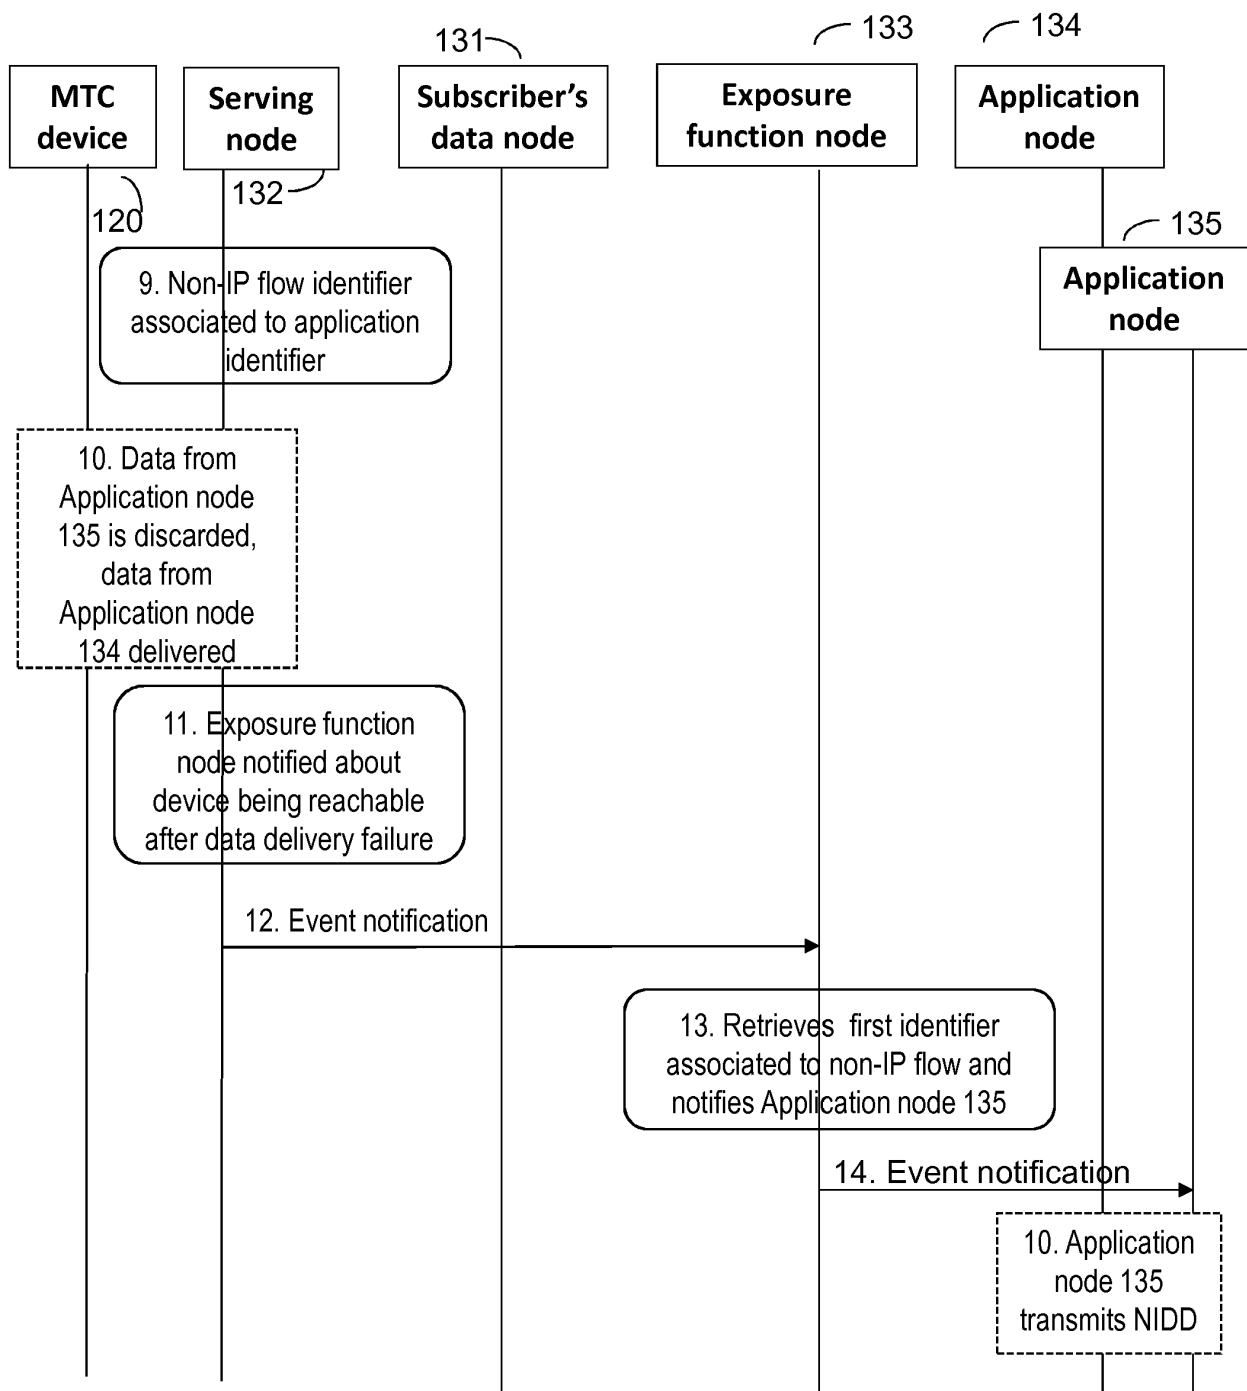 131
133
134
MTC
device
Serving
node
Subscriber's
data node
Exposure
function node
Application
node
120
132
135
Application
node
9. Non-IP flow identifier
associated to application
identifier
10. Data from
Application node
135 is discarded,
data from
Application node
134 delivered
11. Exposure function
node notified about
device being reachable
after data delivery failure
12. Event notification
13. Retrieves first identifier
associated to non-IP flow and
notifies Application node 135
14. Event notification
10. Application
node 135
transmits NIDD